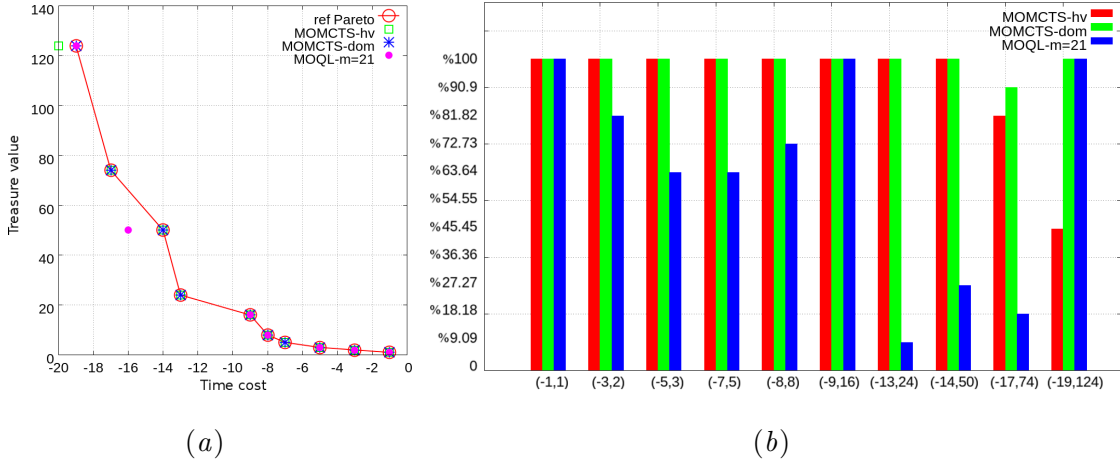 ref Pareto
MOMCTS-hv
MOMCTS-dom
MOQL-m=21
140
120
100
80
60
40
20
0
Treasure value
-20 -18 -16 -14 -12 -10 -8 -6 -4 -2 0
Time cost
(a)
MOMCTS-hv
MOMCTS-dom
MOQL-m=21
%100
%90.9
%81.82
%72.73
%63.64
%54.55
%45.45
%36.36
%27.27
%18.18
%9.09
0
(-1,1) (-3,2) (-5,3) (-7,5) (-8,8) (-9,16) (-13,24) (-14,50) (-17,74) (-19,124)
(b)